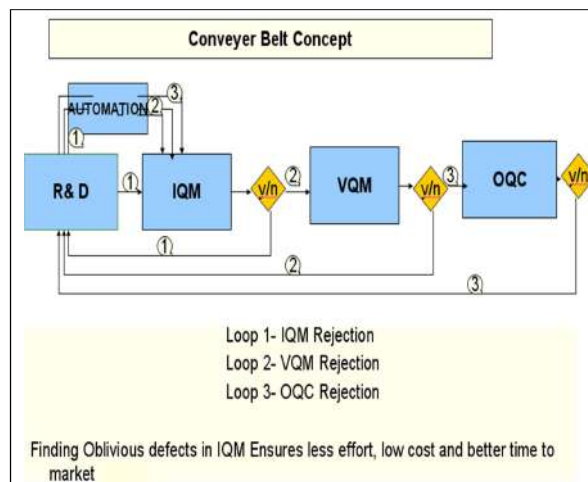 Conveyer Belt Concept
3
AUTOMATION
2
1
R& D
1
IQM
y/n
2
VQM
y/n
3
OQC
y/n
1
2
3
Loop 1- IQM Rejection
Loop 2- VQM Rejection
Loop 3- OQC Rejection
Finding Oblivious defects in IQM Ensures less effort, low cost and better time to
market